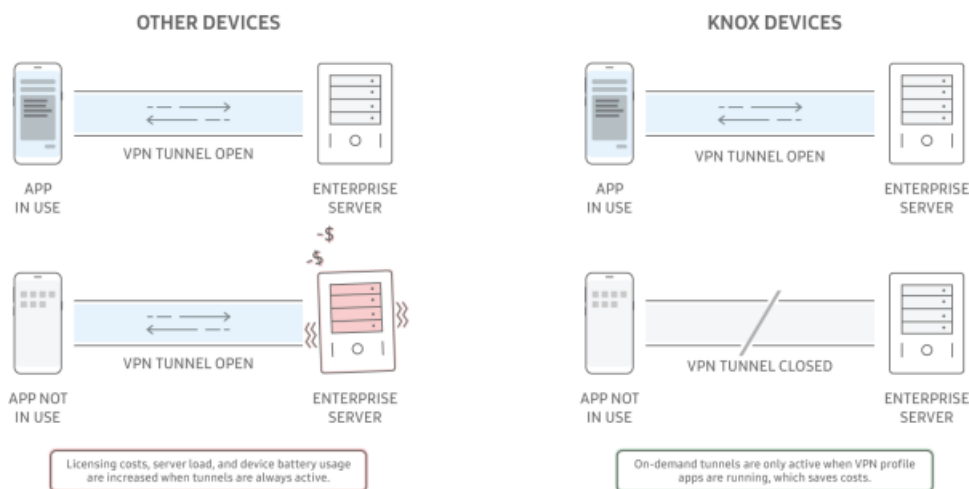 OTHER DEVICES
KNOX DEVICES
VPN TUNNEL OPEN
APP
IN USE
ENTERPRISE
SERVER
VPN TUNNEL OPEN
APP
IN USE
ENTERPRISE
SERVER
-$
-$
VPN TUNNEL OPEN
APP NOT
IN USE
ENTERPRISE
SERVER
VPN TUNNEL CLOSED
APP NOT
IN USE
ENTERPRISE
SERVER
Licensing costs, server load, and device battery usage
are increased when tunnels are always active.
On-demand tunnels are only active when VPN profile
apps are running, which saves costs.